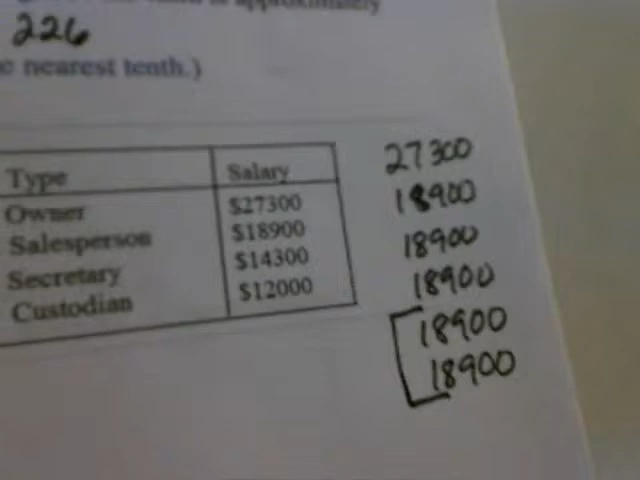 approximately
226
nearest tenth.)
Type Salary
Owner $27300
Salesperson $18900
Secretary $14300
Custodian $12000
27300
18900
18900
18900
18900
18900